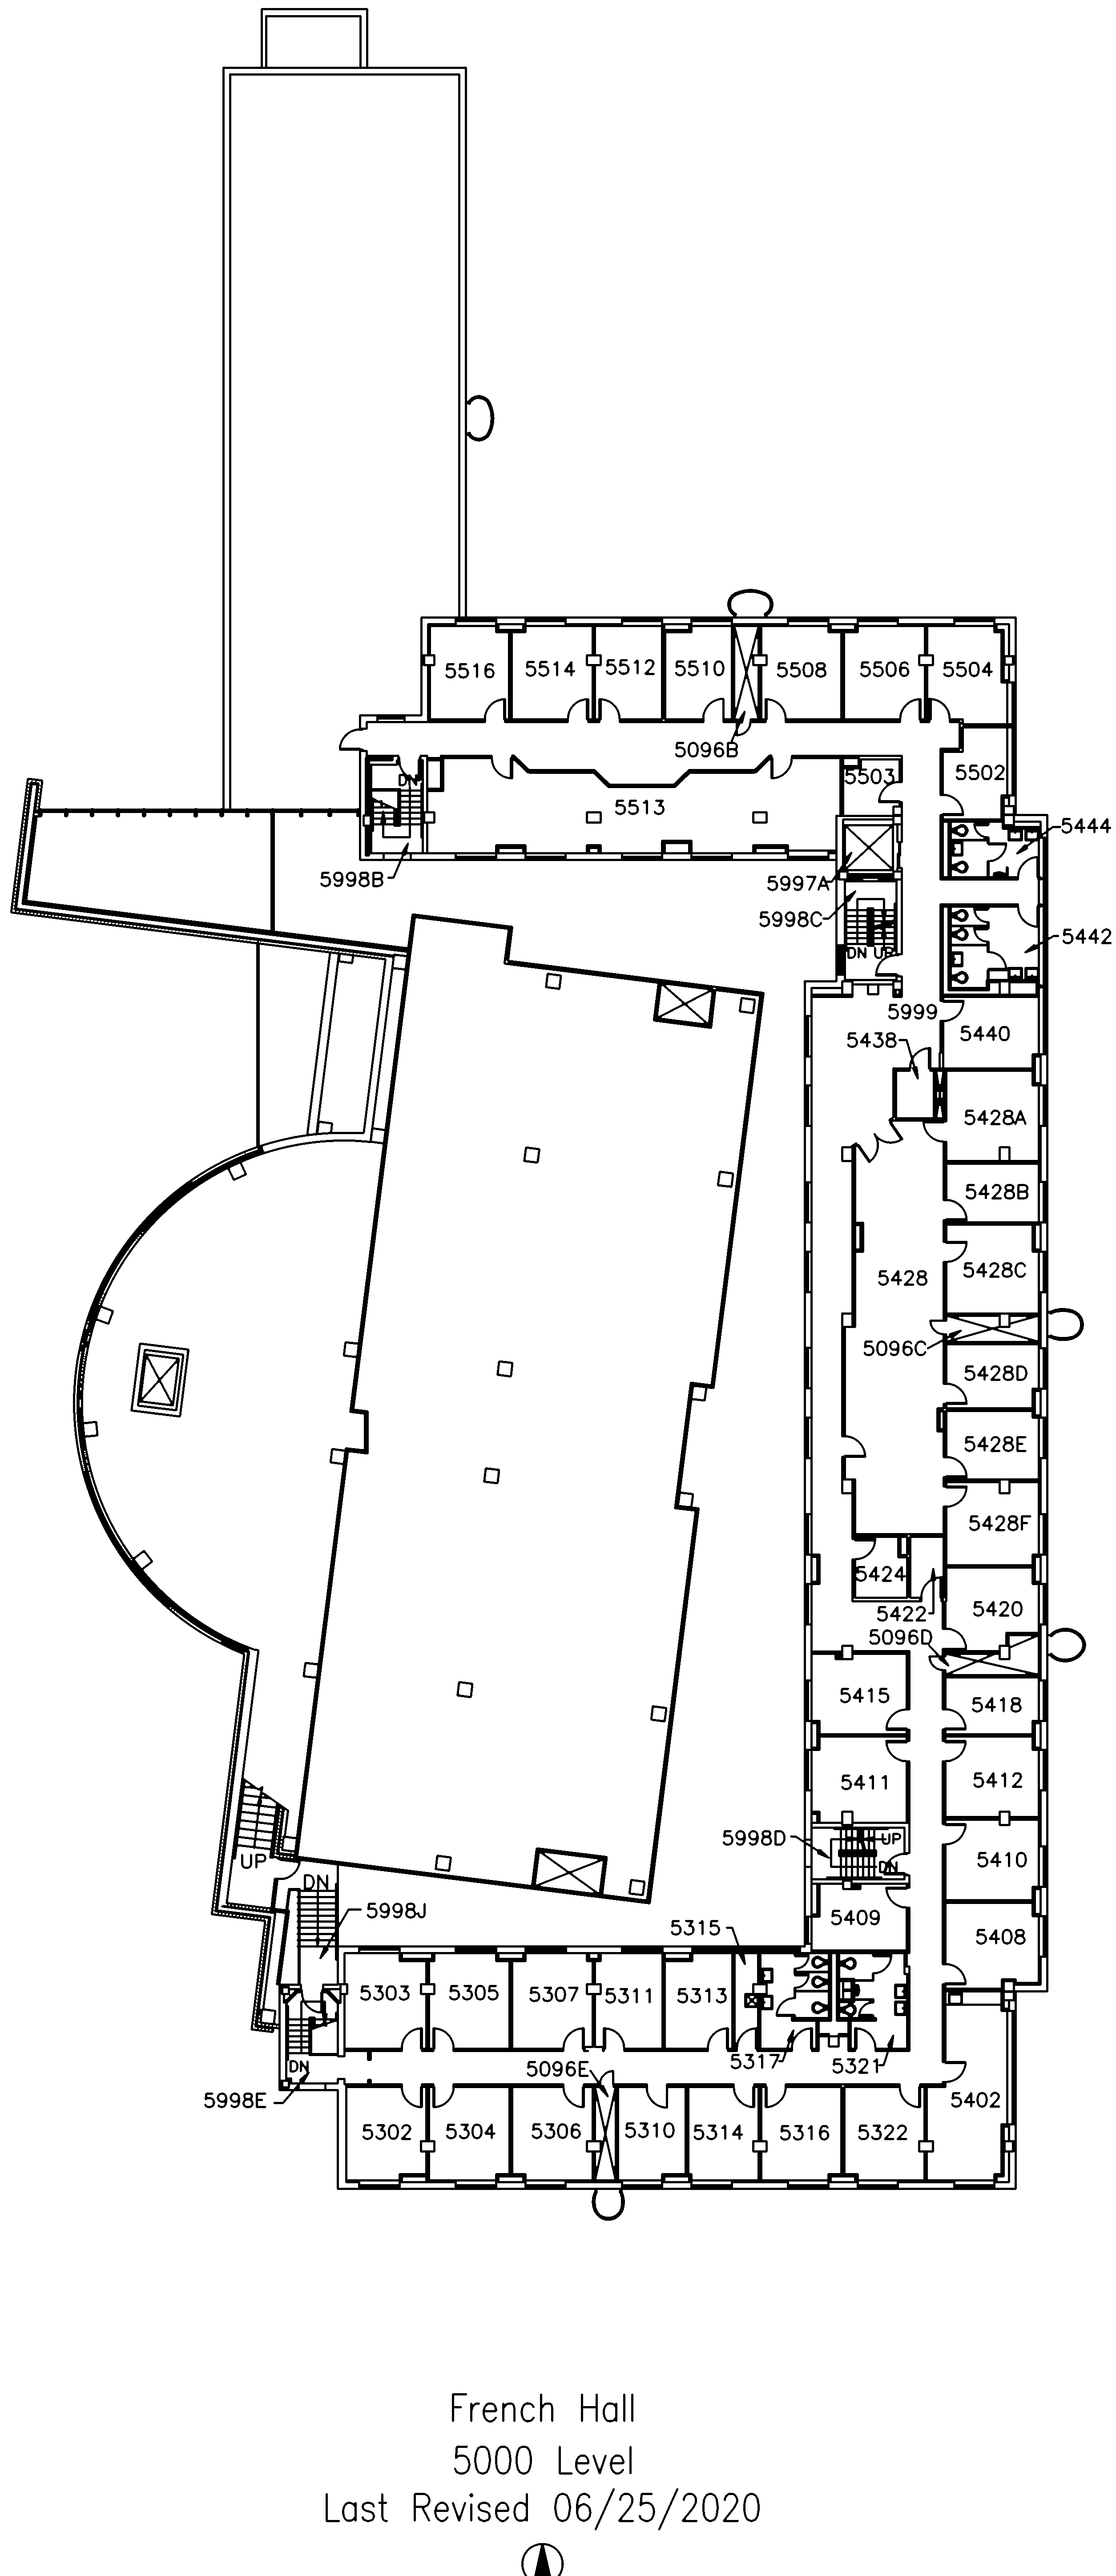 5516
5514
5512
5510
5508
5506
5504
5096B
5502
5503
DN
5513
5444
5998B
5997A
5998C
5442
DN UP
5999
5440
5438
5428A
5428B
5428
5428C
5096C
5428D
5428E
5428F
5424
5422
5420
5096D
5415
5418
5411
5412
5998D
UP
DN
5410
UP
DN
5998J
5409
5315
5408
5303
5305
5307
5311
5313
5317
5321
DN
5096E
5998E
5402
5302
5304
5306
5310
5314
5316
5322
French Hall
5000 Level
Last Revised 06/25/2020